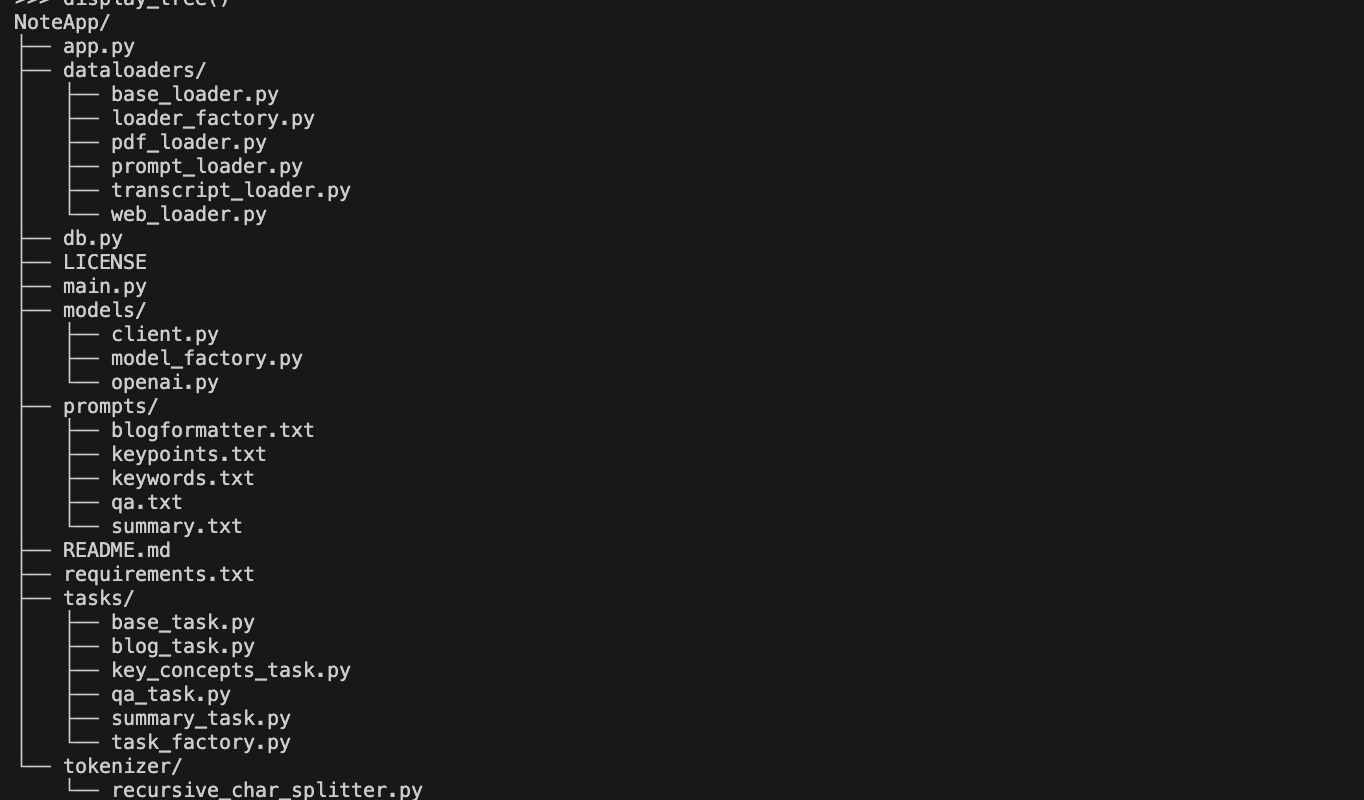 >>> display_tree()
NoteApp/
├── app.py
├── dataloaders/
│   ├── base_loader.py
│   ├── loader_factory.py
│   ├── pdf_loader.py
│   ├── prompt_loader.py
│   ├── transcript_loader.py
│   └── web_loader.py
├── db.py
├── LICENSE
├── main.py
├── models/
│   ├── client.py
│   ├── model_factory.py
│   └── openai.py
├── prompts/
│   ├── blogformatter.txt
│   ├── keypoints.txt
│   ├── keywords.txt
│   ├── qa.txt
│   └── summary.txt
├── README.md
├── requirements.txt
├── tasks/
│   ├── base_task.py
│   ├── blog_task.py
│   ├── key_concepts_task.py
│   ├── qa_task.py
│   ├── summary_task.py
│   └── task_factory.py
└── tokenizer/
    └── recursive_char_splitter.py